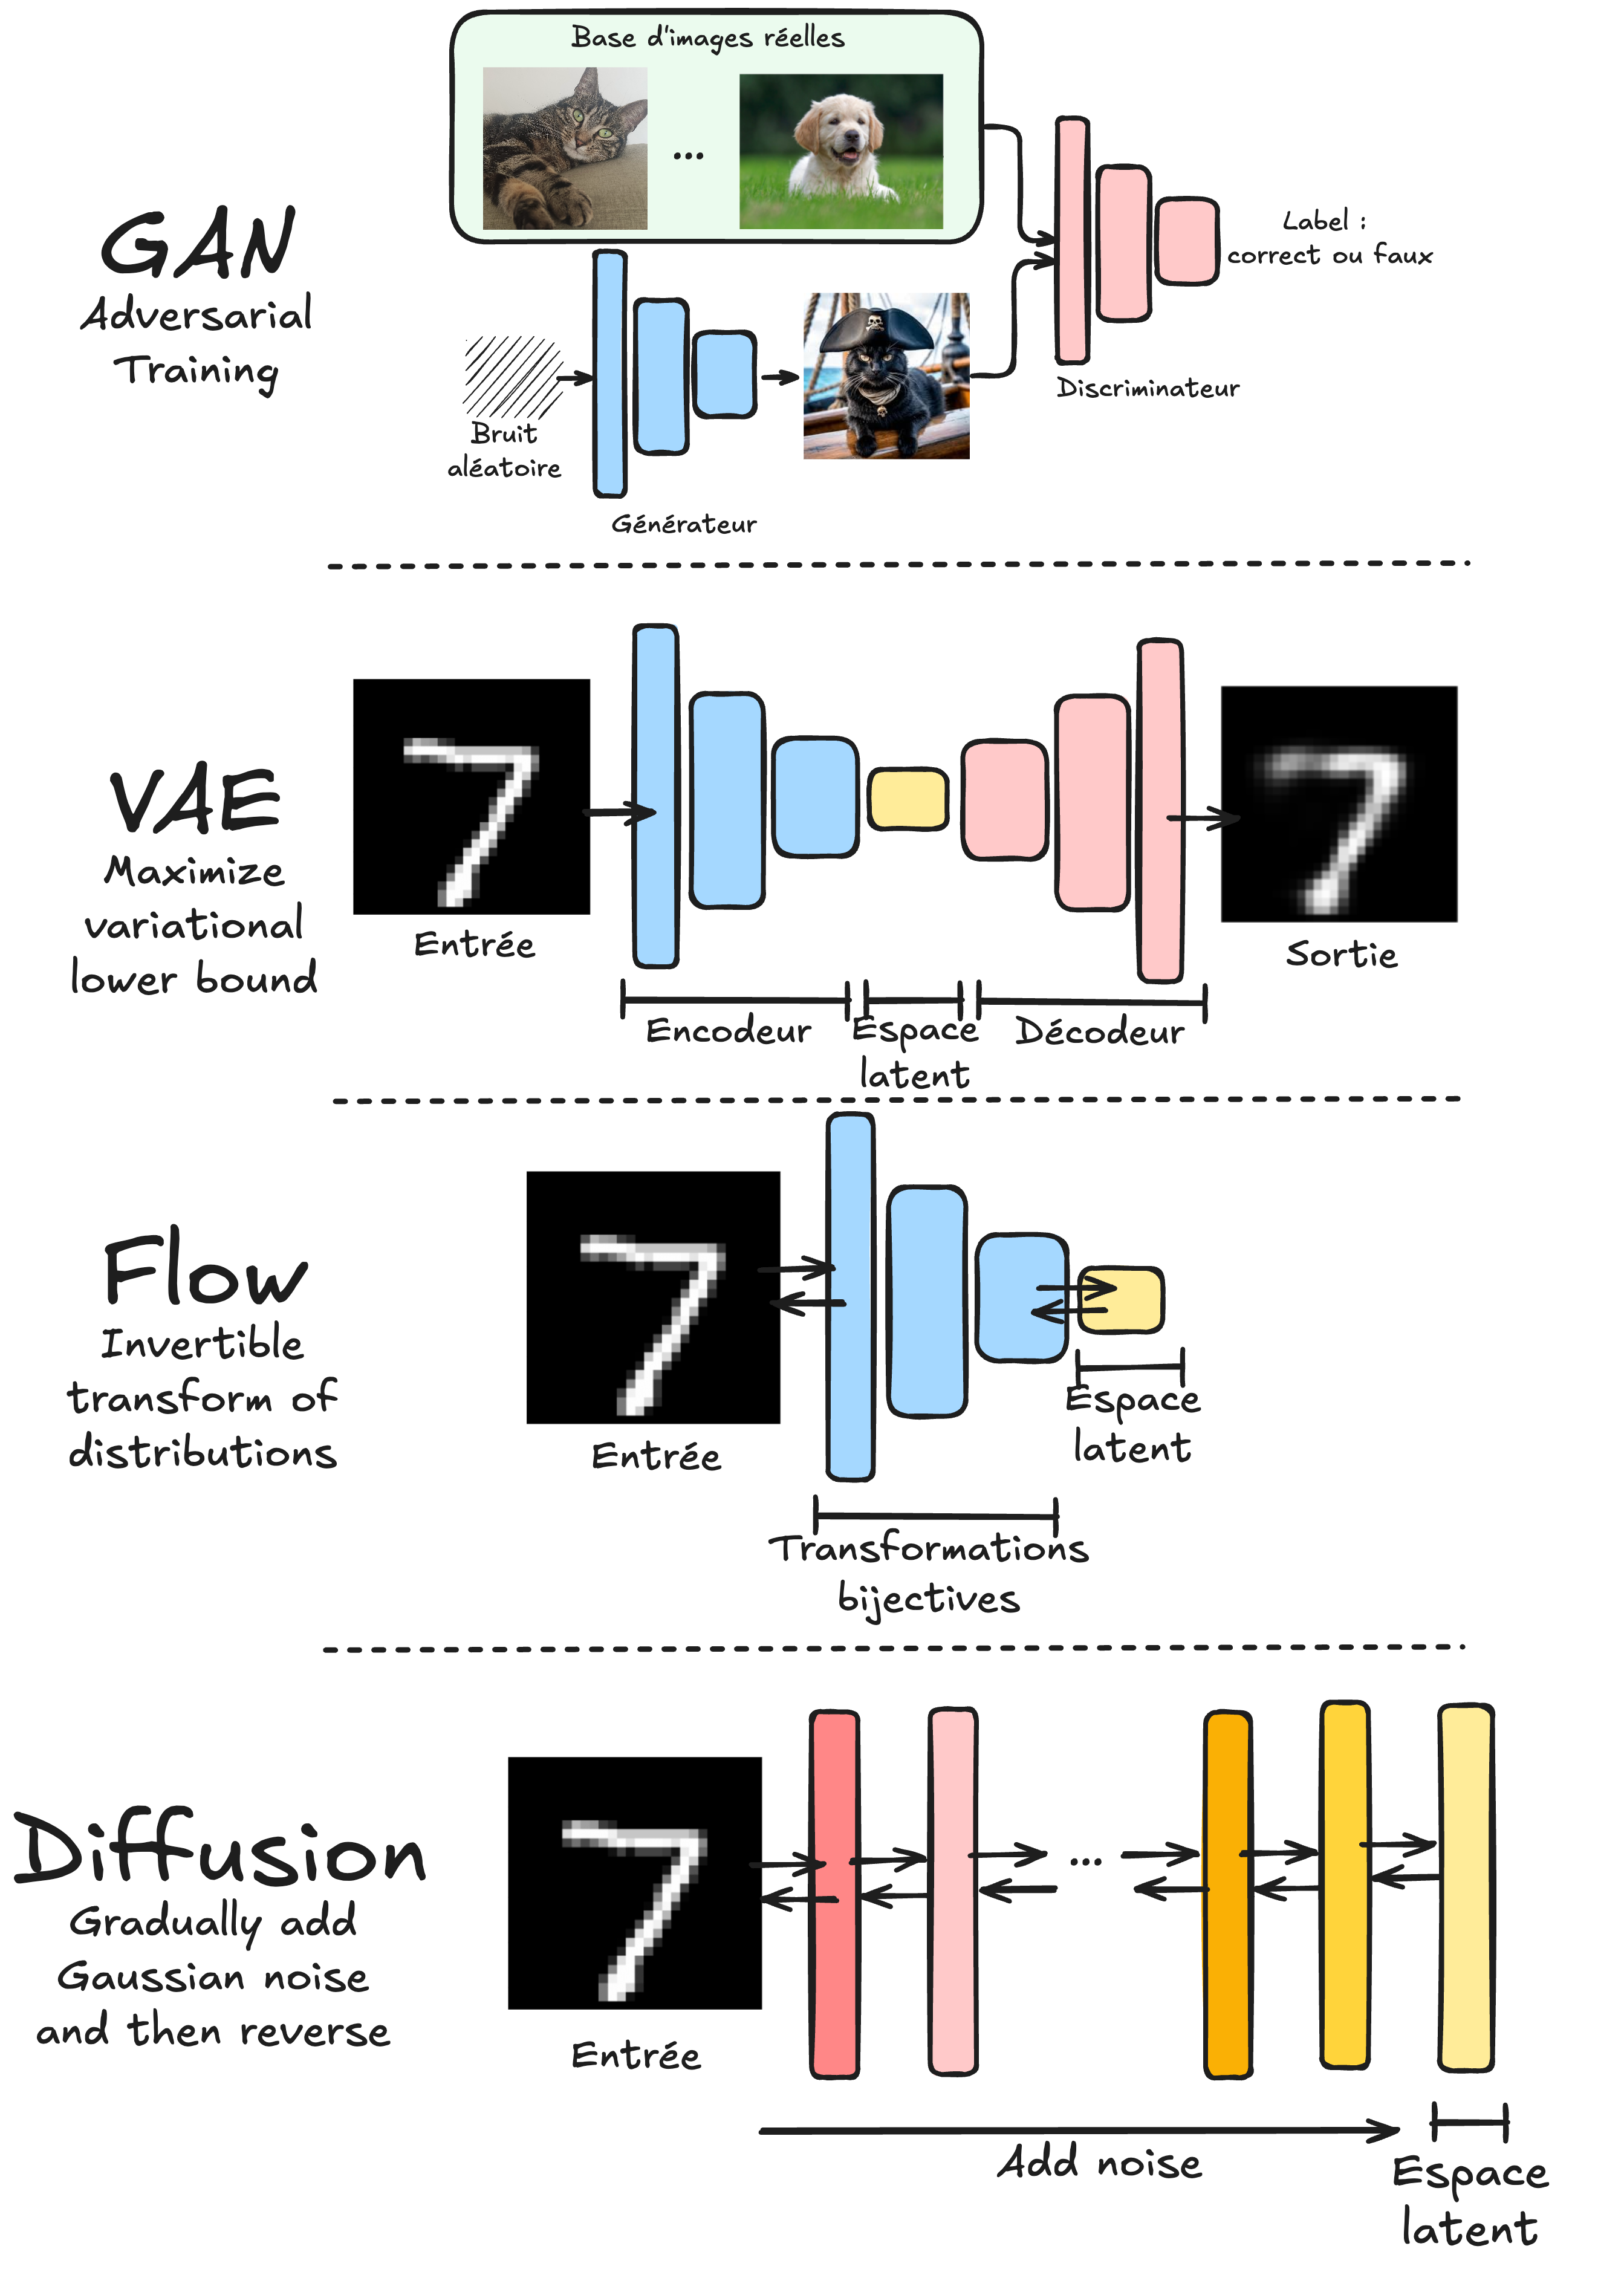 Base d'images réelles
...
GAN
Adversarial
Training
Label :
correct ou faux
Discriminateur
Bruit
aléatoire
Générateur
VAE
Maximize
variational
lower bound
Entrée
Sortie
Encodeur
Espace
latent
Décodeur
Flow
Invertible
transform of
distributions
Entrée
Espace
latent
Transformations
bijectives
Diffusion
Gradually add
Gaussian noise
and then reverse
...
Entrée
Add noise
Espace
latent